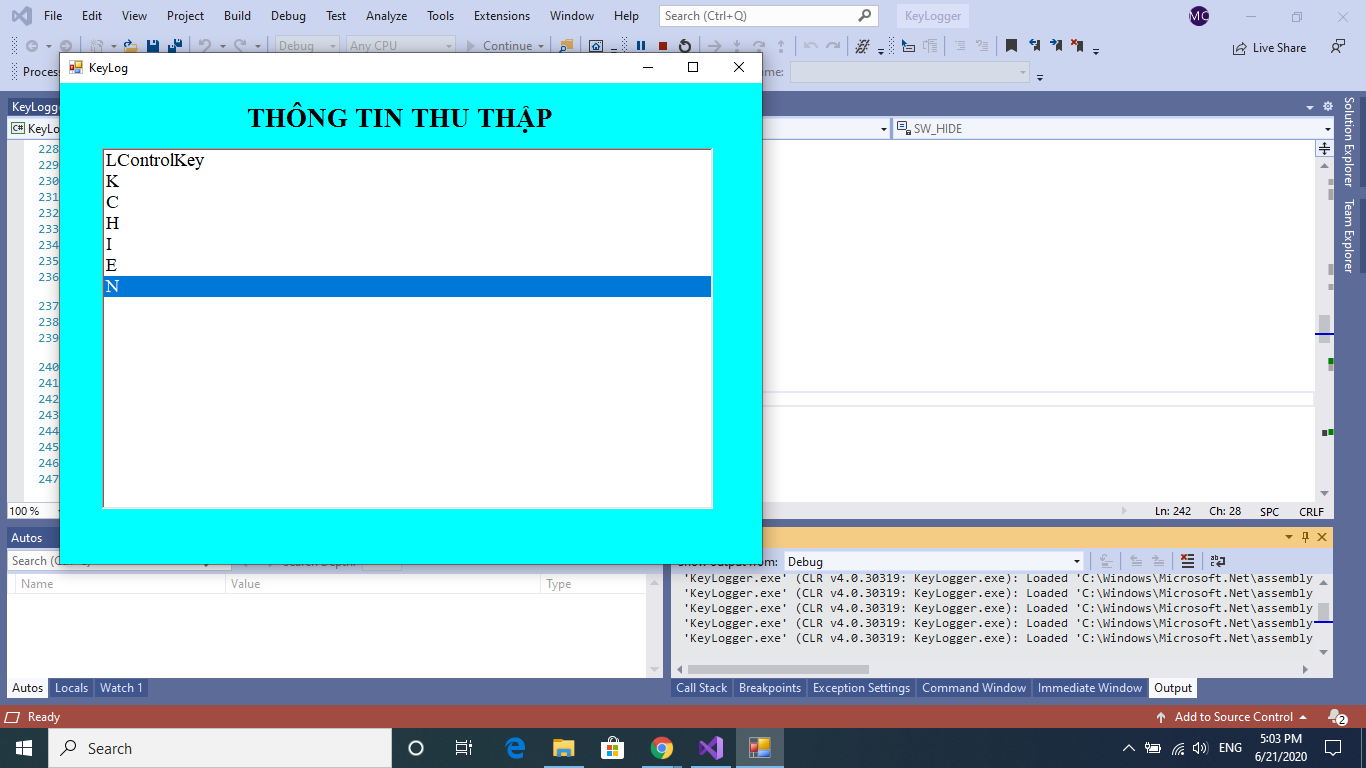 File Edit View Project Build Debug Test Analyze Tools Extensions Window Help Search (Ctrl+Q) KeyLogger MC
Debug Any CPU Continue Live Share
KeyLog
THÔNG TIN THU THẬP
LControlKey
K
C
H
I
E
N
SW_HIDE
228
229
230
231
232
233
234
235
236
237
238
239
240
241
242
243
244
245
246
247
Solution Explorer
Team Explorer
100 %
Ln: 242 Ch: 28 SPC CRLF
Autos
Name Value Type
Autos Locals Watch 1
Show output from: Debug
'KeyLogger.exe' (CLR v4.0.30319: KeyLogger.exe): Loaded 'C:\Windows\Microsoft.Net\assembly
'KeyLogger.exe' (CLR v4.0.30319: KeyLogger.exe): Loaded 'C:\Windows\Microsoft.Net\assembly
'KeyLogger.exe' (CLR v4.0.30319: KeyLogger.exe): Loaded 'C:\Windows\Microsoft.Net\assembly
'KeyLogger.exe' (CLR v4.0.30319: KeyLogger.exe): Loaded 'C:\Windows\Microsoft.Net\assembly
'KeyLogger.exe' (CLR v4.0.30319: KeyLogger.exe): Loaded 'C:\Windows\Microsoft.Net\assembly
Call Stack Breakpoints Exception Settings Command Window Immediate Window Output
Ready Add to Source Control 2
Search ENG
5:03 PM
6/21/2020